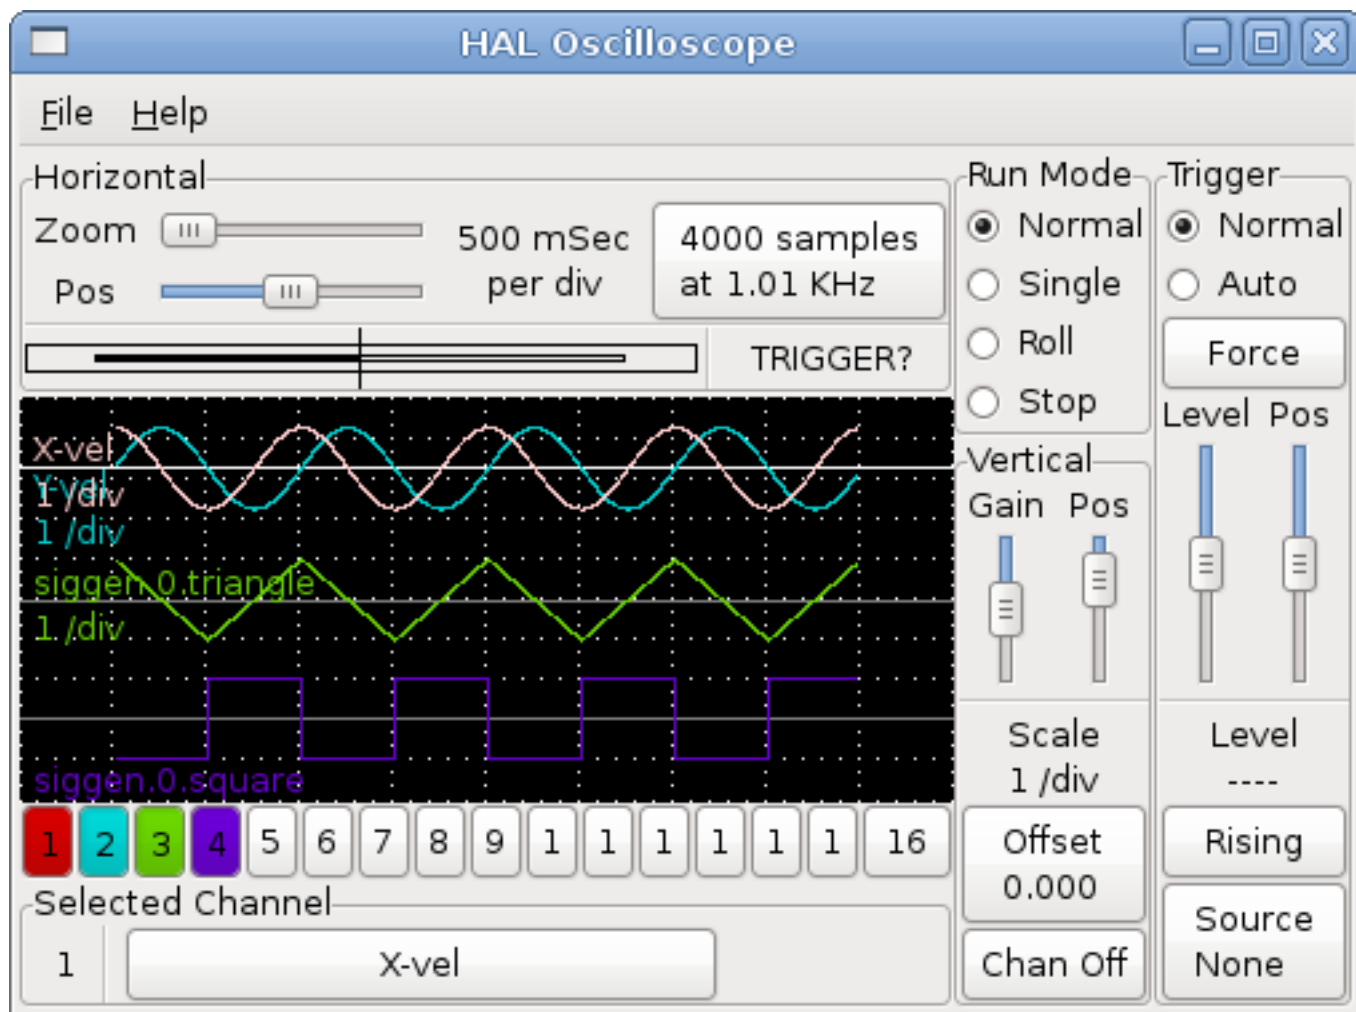 HAL Oscilloscope
File Help
Horizontal
Zoom
Pos
500 mSec
per div
4000 samples
at 1.01 KHz
TRIGGER?
Run Mode
Normal
Single
Roll
Stop
Trigger
Normal
Auto
Force
Level Pos
X-vel
Y-vel
1 /div
1 /div
siggen.0.triangle
1 /div
siggen.0.square
Vertical
Gain Pos
Scale
1 /div
Offset
0.000
Chan Off
Level
----
Rising
Source
None
1 2 3 4 5 6 7 8 9 1 1 1 1 1 1 16
Selected Channel
1 X-vel